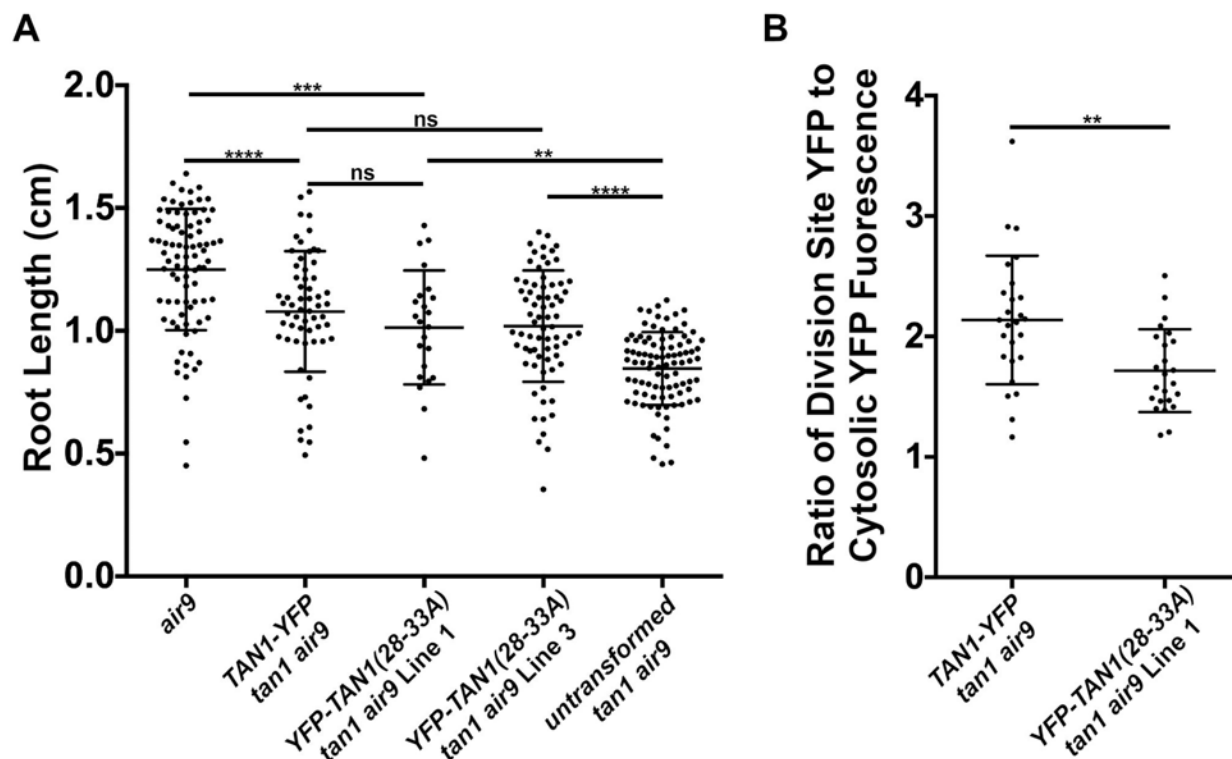 A
Root Length (cm)
2.0
1.5
1.0
0.5
0.0
***
ns
****
**
ns
****
air9
TAN1-YFP
tan1 air9
YFP-TAN1(28-33A)
tan1 air9 Line 1
YFP-TAN1(28-33A)
tan1 air9 Line 3
untransformed
tan1 air9
B
Ratio of Division Site YFP to
Cytosolic YFP Fuorescence
4
3
2
1
0
**
TAN1-YFP
tan1 air9
YFP-TAN1(28-33A)
tan1 air9 Line 1